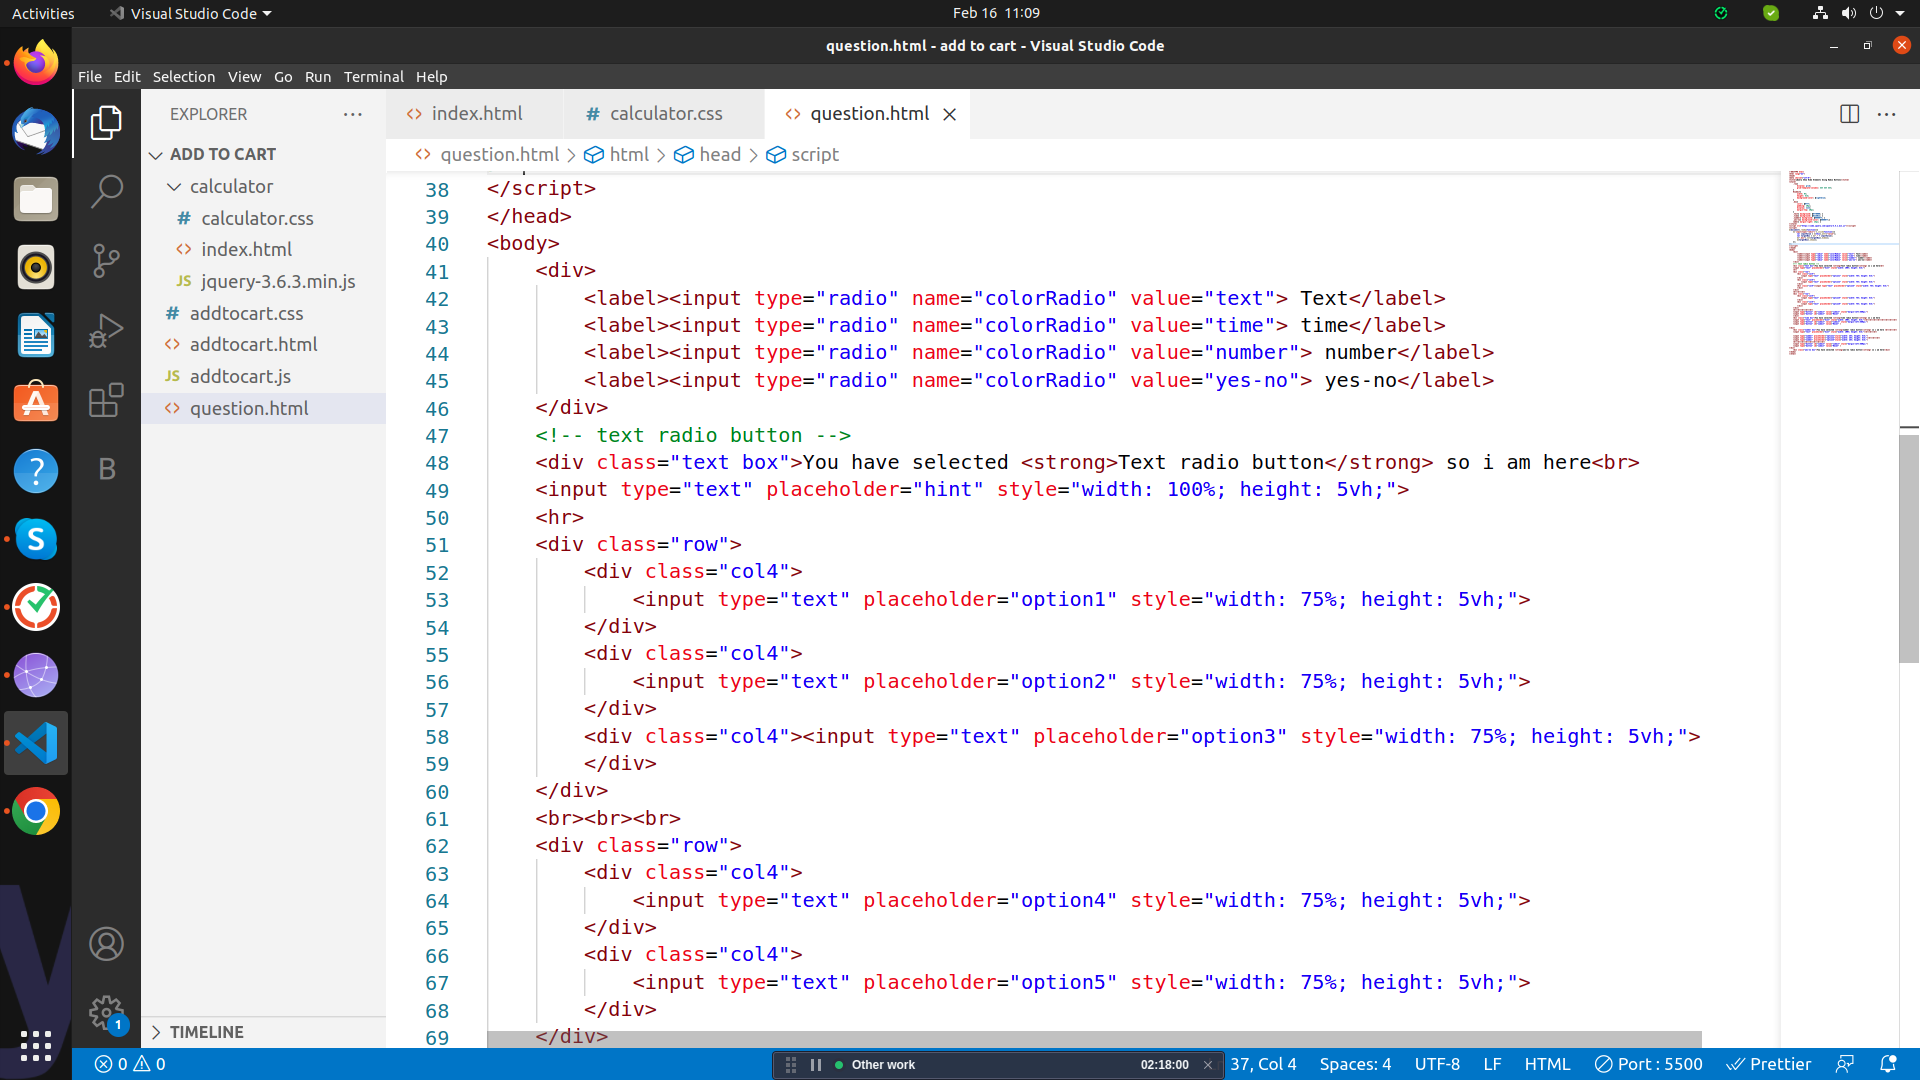 Activities
Visual Studio Code
Feb 16 11:09
question.html - add to cart - Visual Studio Code
File Edit Selection View Go Run Terminal Help
EXPLORER
ADD TO CART
calculator
calculator.css
index.html
JS jquery-3.6.3.min.js
addtocart.css
addtocart.html
JS addtocart.js
question.html
TIMELINE
index.html
# calculator.css
question.html
question.html > html > head > script
38 </script>
39 </head>
40 <body>
41 <div>
42 <label><input type="radio" name="colorRadio" value="text"> Text</label>
43 <label><input type="radio" name="colorRadio" value="time"> time</label>
44 <label><input type="radio" name="colorRadio" value="number"> number</label>
45 <label><input type="radio" name="colorRadio" value="yes-no"> yes-no</label>
46 </div>
47 <!-- text radio button -->
48 <div class="text box">You have selected <strong>Text radio button</strong> so i am here<br>
49 <input type="text" placeholder="hint" style="width: 100%; height: 5vh;">
50 <hr>
51 <div class="row">
52 <div class="col4">
53 <input type="text" placeholder="option1" style="width: 75%; height: 5vh;">
54 </div>
55 <div class="col4">
56 <input type="text" placeholder="option2" style="width: 75%; height: 5vh;">
57 </div>
58 <div class="col4"><input type="text" placeholder="option3" style="width: 75%; height: 5vh;">
59 </div>
60 </div>
61 <br><br><br>
62 <div class="row">
63 <div class="col4">
64 <input type="text" placeholder="option4" style="width: 75%; height: 5vh;">
65 </div>
66 <div class="col4">
67 <input type="text" placeholder="option5" style="width: 75%; height: 5vh;">
68 </div>
69 </div>
B
1
0 0
Other work 02:18:00
37, Col 4 Spaces: 4 UTF-8 LF HTML Port : 5500 Prettier